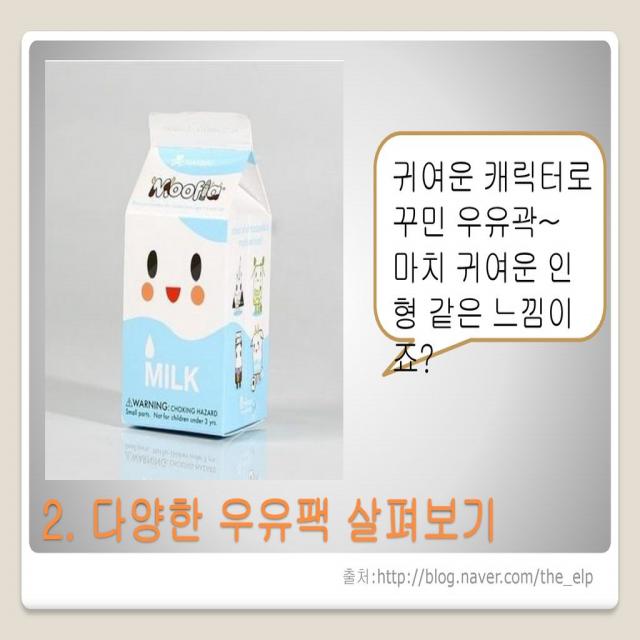 Moofia
MILK
WARNING: CHOKING HAZARD
Small parts. Not for children under 3 yrs.
귀여운 캐릭터로
꾸민 우유곽~
마치 귀여운 인
형 같은 느낌이
죠?
2. 다양한 우유팩 살펴보기
출처:http://blog.naver.com/the_elp